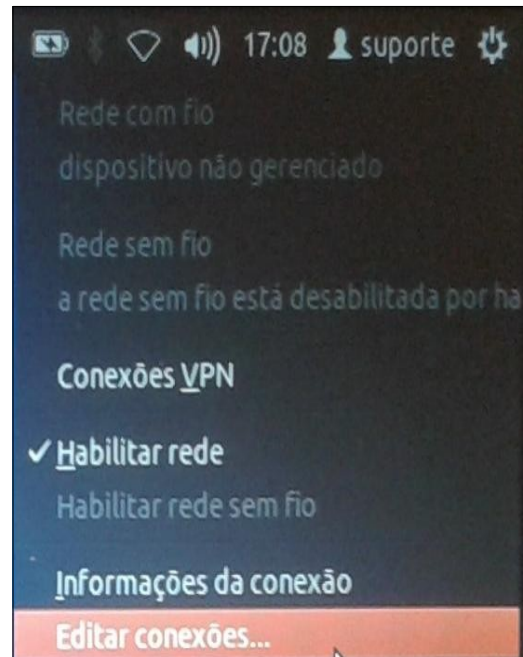 17:08 suporte
Rede com fio
dispositivo não gerenciado
Rede sem fio
a rede sem fio está desabilitada por ha
Conexões VPN
Habilitar rede
Habilitar rede sem fio
Informações da conexão
Editar conexões...